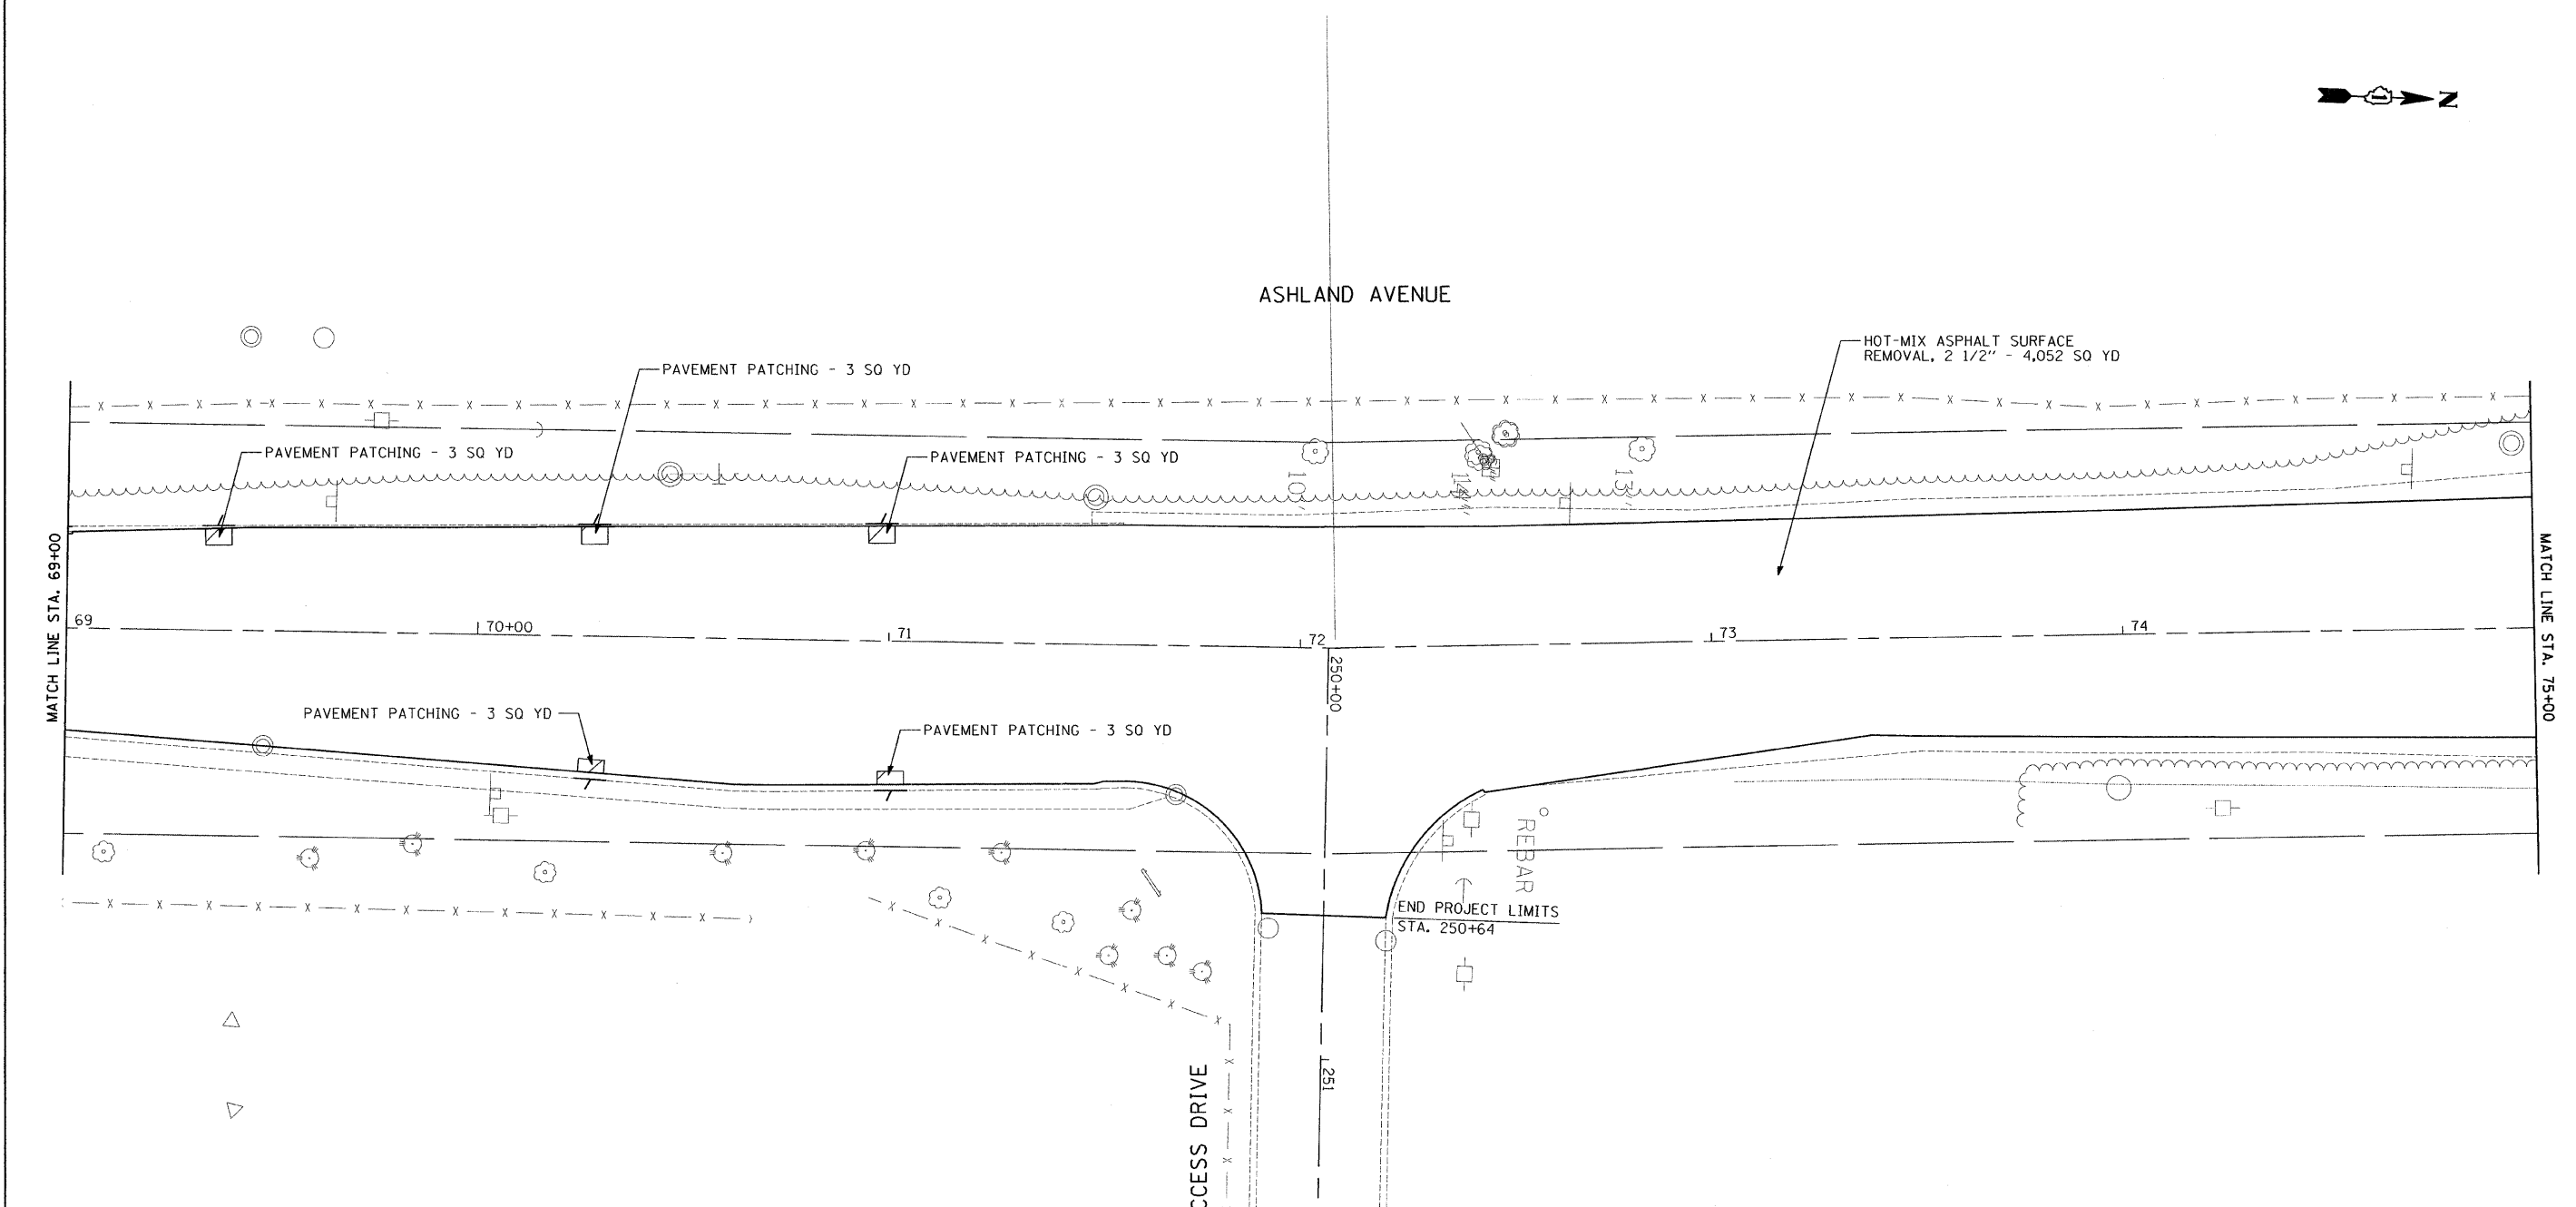 N
ASHLAND AVENUE
HOT-MIX ASPHALT SURFACE
REMOVAL, 2 1/2" - 4,052 SQ YD
PAVEMENT PATCHING - 3 SQ YD
PAVEMENT PATCHING - 3 SQ YD
PAVEMENT PATCHING - 3 SQ YD
10"
13"
MATCH LINE STA. 69+00
MATCH LINE STA. 75+00
69
70+00
71
72
73
74
250+00
PAVEMENT PATCHING - 3 SQ YD
PAVEMENT PATCHING - 3 SQ YD
REBAR
END PROJECT LIMITS
STA. 250+64
251
CCESS DRIVE